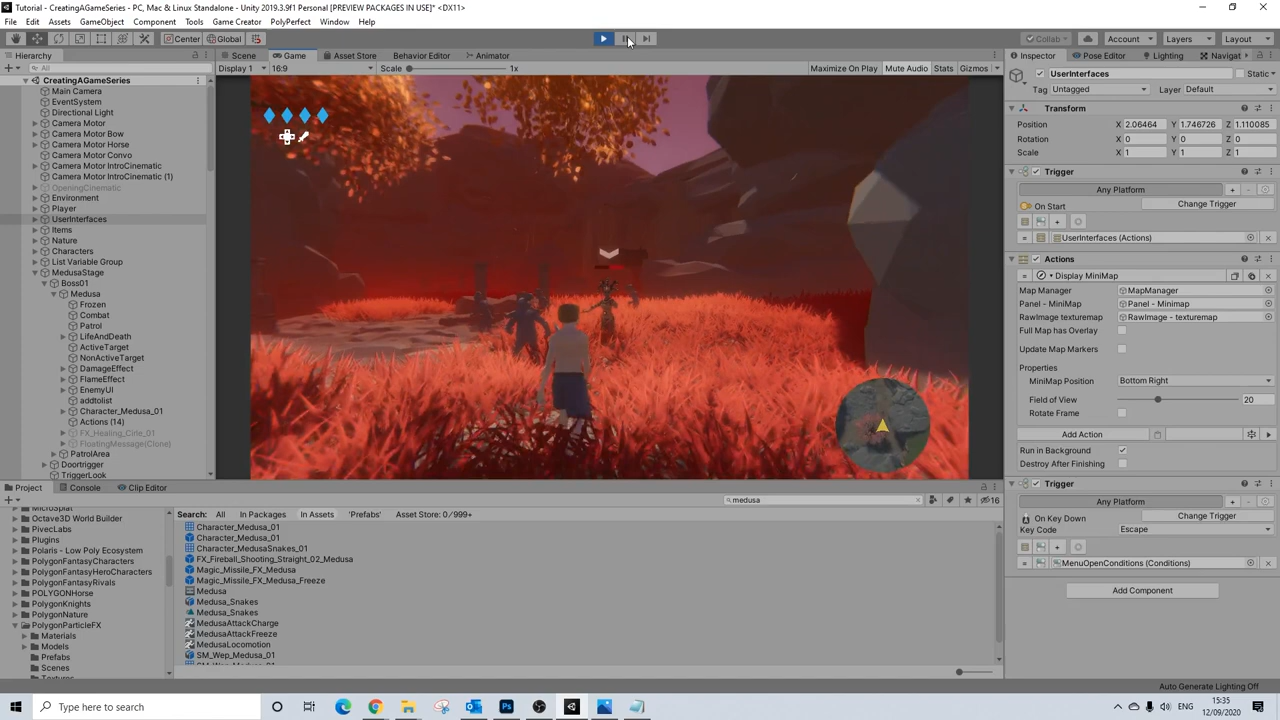 Tutorial - CreatingAGameSeries - PC, Mac & Linux Standalone - Unity 2019.3.9f1 Personal [PREVIEW PACKAGES IN USE]* <DX11>
File Edit Assets GameObject Component Tools Game Creator PolyPerfect Window Help
Center Global Collab Account Layers Layout
Hierarchy Scene Game Asset Store Behavior Editor Animator Inspector Pose Editor Lighting Navigat
All Display 1 16:9 Scale 1x Maximize On Play Mute Audio Stats Gizmos
CreatingAGameSeries
Main Camera
EventSystem
Directional Light
Camera Motor
Camera Motor Bow
Camera Motor Horse
Camera Motor Convo
Camera Motor IntroCinematic
Camera Motor IntroCinematic (1)
OpeningCinematic
Environment
Player
UserInterfaces
Items
Nature
Characters
List Variable Group
MedusaStage
Boss01
Medusa
Frozen
Combat
Patrol
LifeAndDeath
ActiveTarget
NonActiveTarget
DamageEffect
FlameEffect
EnemyUI
addtolist
Character_Medusa_01
Actions (14)
FX_Healing_Cirle_01
FloatingMessage(Clone)
PatrolArea
Doortrigger
TriggerLook
UserInterfaces Static
Tag Untagged Layer Default
Transform
Position X 2.06464 Y 1.746726 Z 1.110085
Rotation X 0 Y 0 Z 0
Scale X 1 Y 1 Z 1
Trigger
Any Platform + -
On Start Change Trigger
UserInterfaces (Actions)
Actions
Display MiniMap
Map Manager MapManager
Panel - MiniMap Panel - Minimap
RawImage texturemap RawImage - texturemap
Full Map has Overlay
Update Map Markers
Properties
MiniMap Position Bottom Right
Field of View 20
Rotate Frame
Add Action
Run in Background
Destroy After Finishing
Trigger
Any Platform + -
On Key Down Change Trigger
Key Code Escape
MenuOpenConditions (Conditions)
Add Component
Project Console Clip Editor
medusa 16
Search: All In Packages In Assets 'Prefabs' Asset Store: 0/999+
MicroSplat
Octave3D World Builder
PivecLabs
Plugins
Polaris - Low Poly Ecosystem
PolygonFantasyCharacters
PolygonFantasyHeroCharacters
PolygonFantasyRivals
POLYGONHorse
PolygonKnights
PolygonNature
PolygonParticleFX
Materials
Models
Prefabs
Scenes
Textures
Character_Medusa_01
Character_Medusa_01
Character_MedusaSnakes_01
FX_Fireball_Shooting_Straight_02_Medusa
Magic_Missile_FX_Medusa
Magic_Missile_FX_Medusa_Freeze
Medusa
Medusa_Snakes
Medusa_Snakes
MedusaAttackCharge
MedusaAttackFreeze
MedusaLocomotion
SM_Wep_Medusa_01
SM_Wep_Medusa_01
Auto Generate Lighting Off
Type here to search
ENG
15:35
12/09/2020